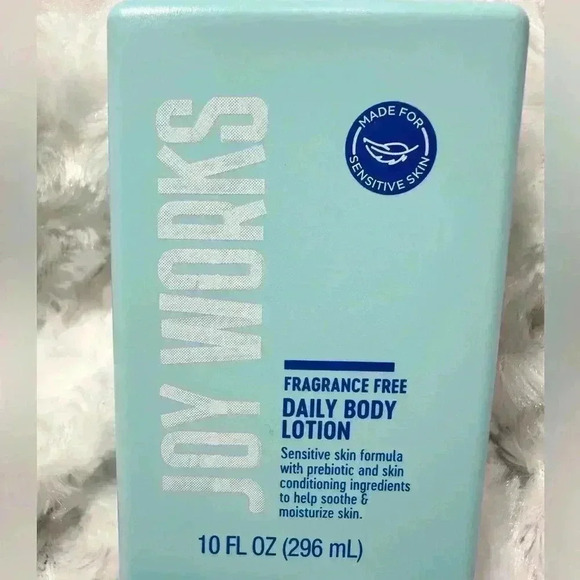 JOY WORKS
MADE FOR
SENSITIVE SKIN
FRAGRANCE FREE
DAILY BODY
LOTION
Sensitive skin formula
with prebiotic and skin
conditioning ingredients
to help soothe &
moisturize skin.
10 FL OZ (296 mL)